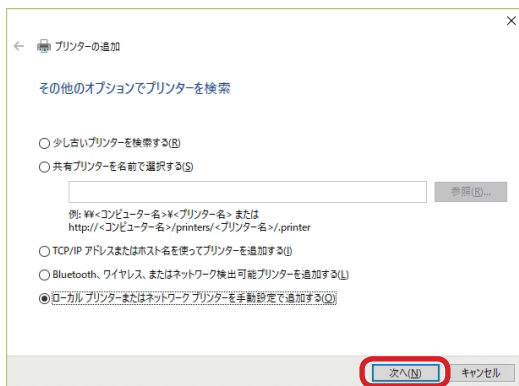 プリンターの追加
その他のオプションでプリンターを検索
少し古いプリンターを検索する(R)
共有プリンターを名前で選択する(S)
参照(R)...
例: ¥¥<コンピューター名>¥<プリンター名> または
http://<コンピューター名>/printers/<プリンター名>/.printer
TCP/IP アドレスまたはホスト名を使ってプリンターを追加する(I)
Bluetooth、ワイヤレス、またはネットワーク検出可能プリンターを追加する(L)
ローカル プリンターまたはネットワーク プリンターを手動設定で追加する(O)
次へ(N) キャンセル